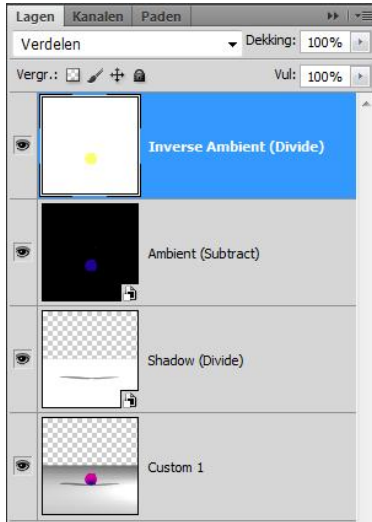 Lagen Kanalen Paden
Verdelen Dekking: 100%
Vergr.: Vul: 100%
Inverse Ambient (Divide)
Ambient (Subtract)
Shadow (Divide)
Custom 1